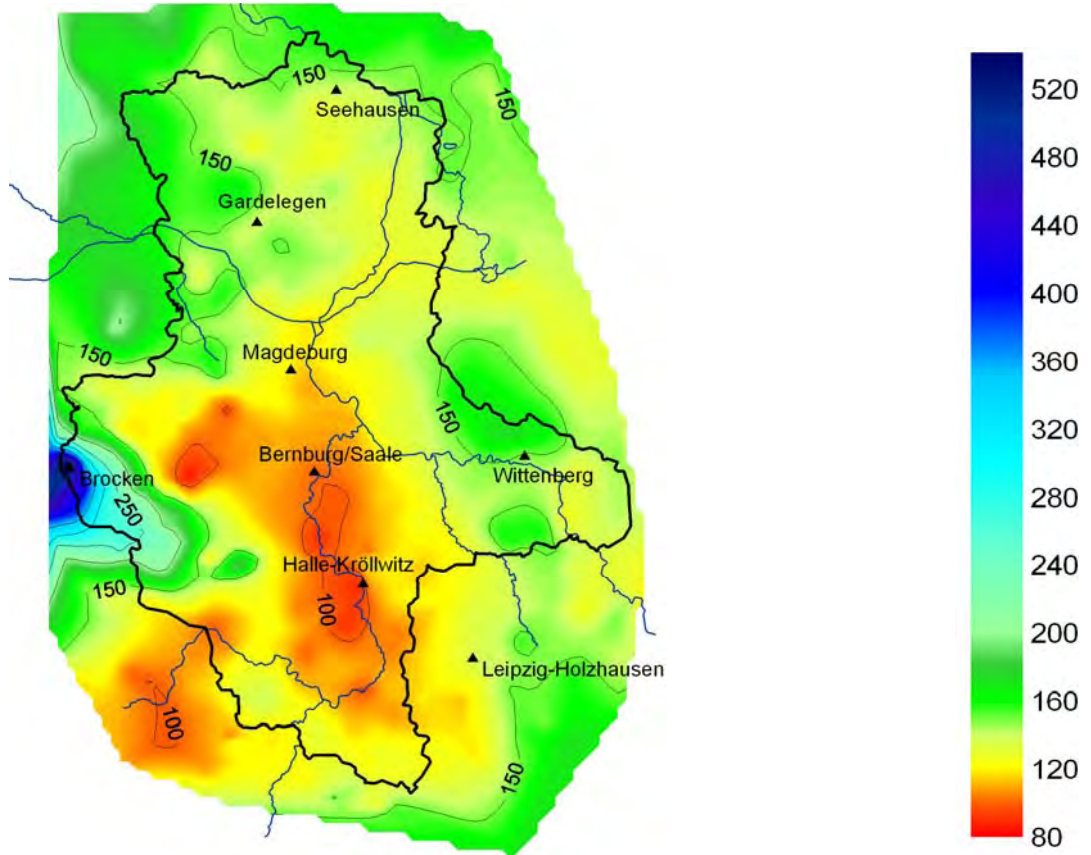 150
Seehausen
150
150
Gardelegen
Magdeburg
150
150
Bernburg/Saale
Brocken
250
Wittenberg
Halle-Kröllwitz
100
150
Leipzig-Holzhausen
100
150
520
480
440
400
360
320
280
240
200
160
120
80